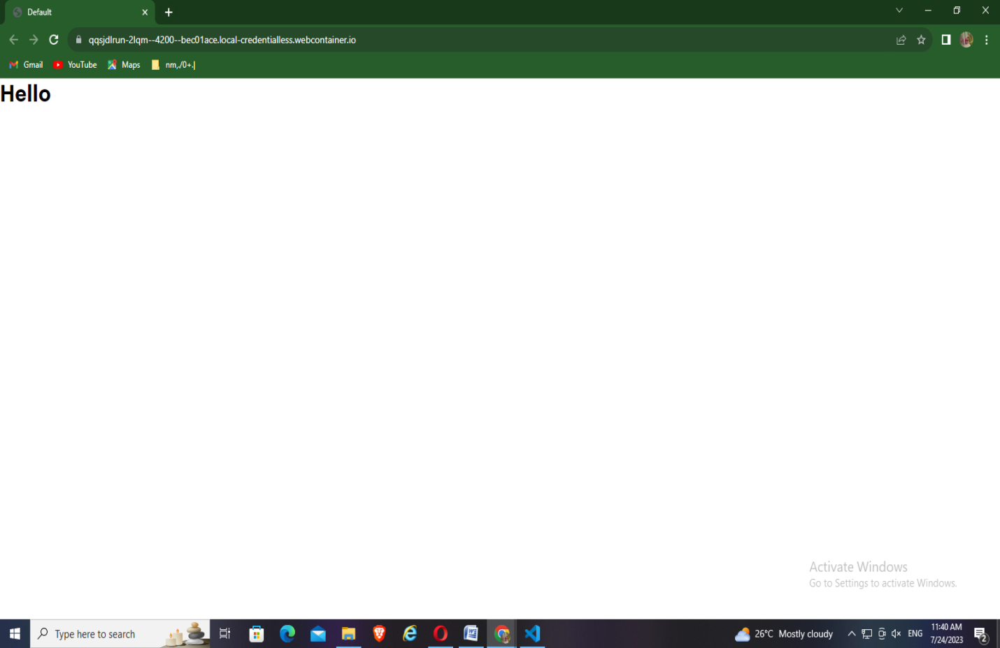 Default
qqsjdlrun-2lqm--4200--bec01ace.local-credentialless.webcontainer.io
Gmail YouTube Maps nm,./0+.|
Hello
Activate Windows
Go to Settings to activate Windows.
Type here to search
26°C Mostly cloudy
ENG
11:40 AM
7/24/2023
2